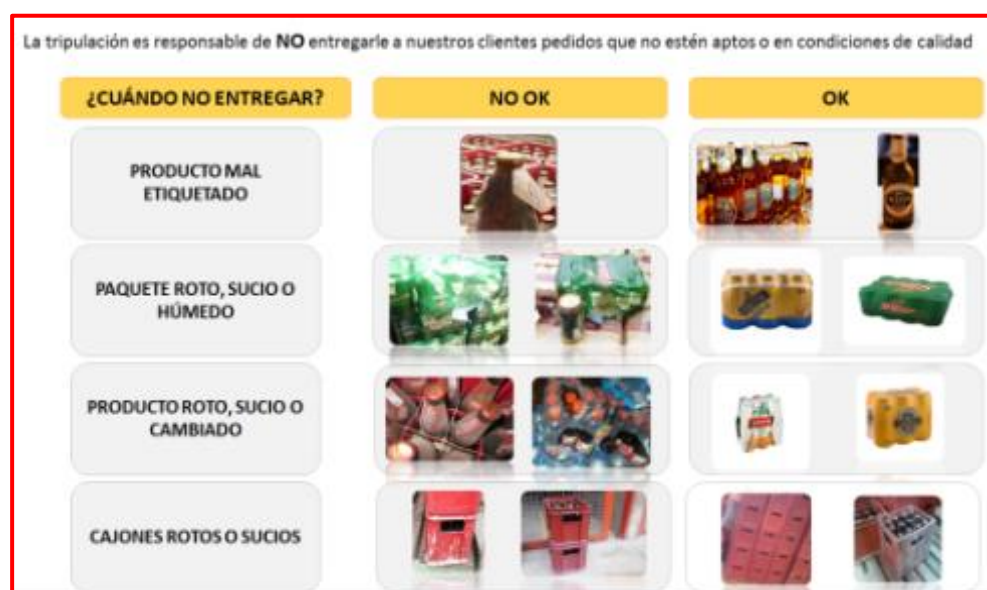 La tripulación es responsable de NO entregarle a nuestros clientes pedidos que no estén aptos o en condiciones de calidad
¿CUÁNDO NO ENTREGAR?
NO OK
OK
PRODUCTO MAL
ETIQUETADO
PAQUETE ROTO, SUCIO O
HÚMEDO
PRODUCTO ROTO, SUCIO O
CAMBIADO
CAJONES ROTOS O SUCIOS